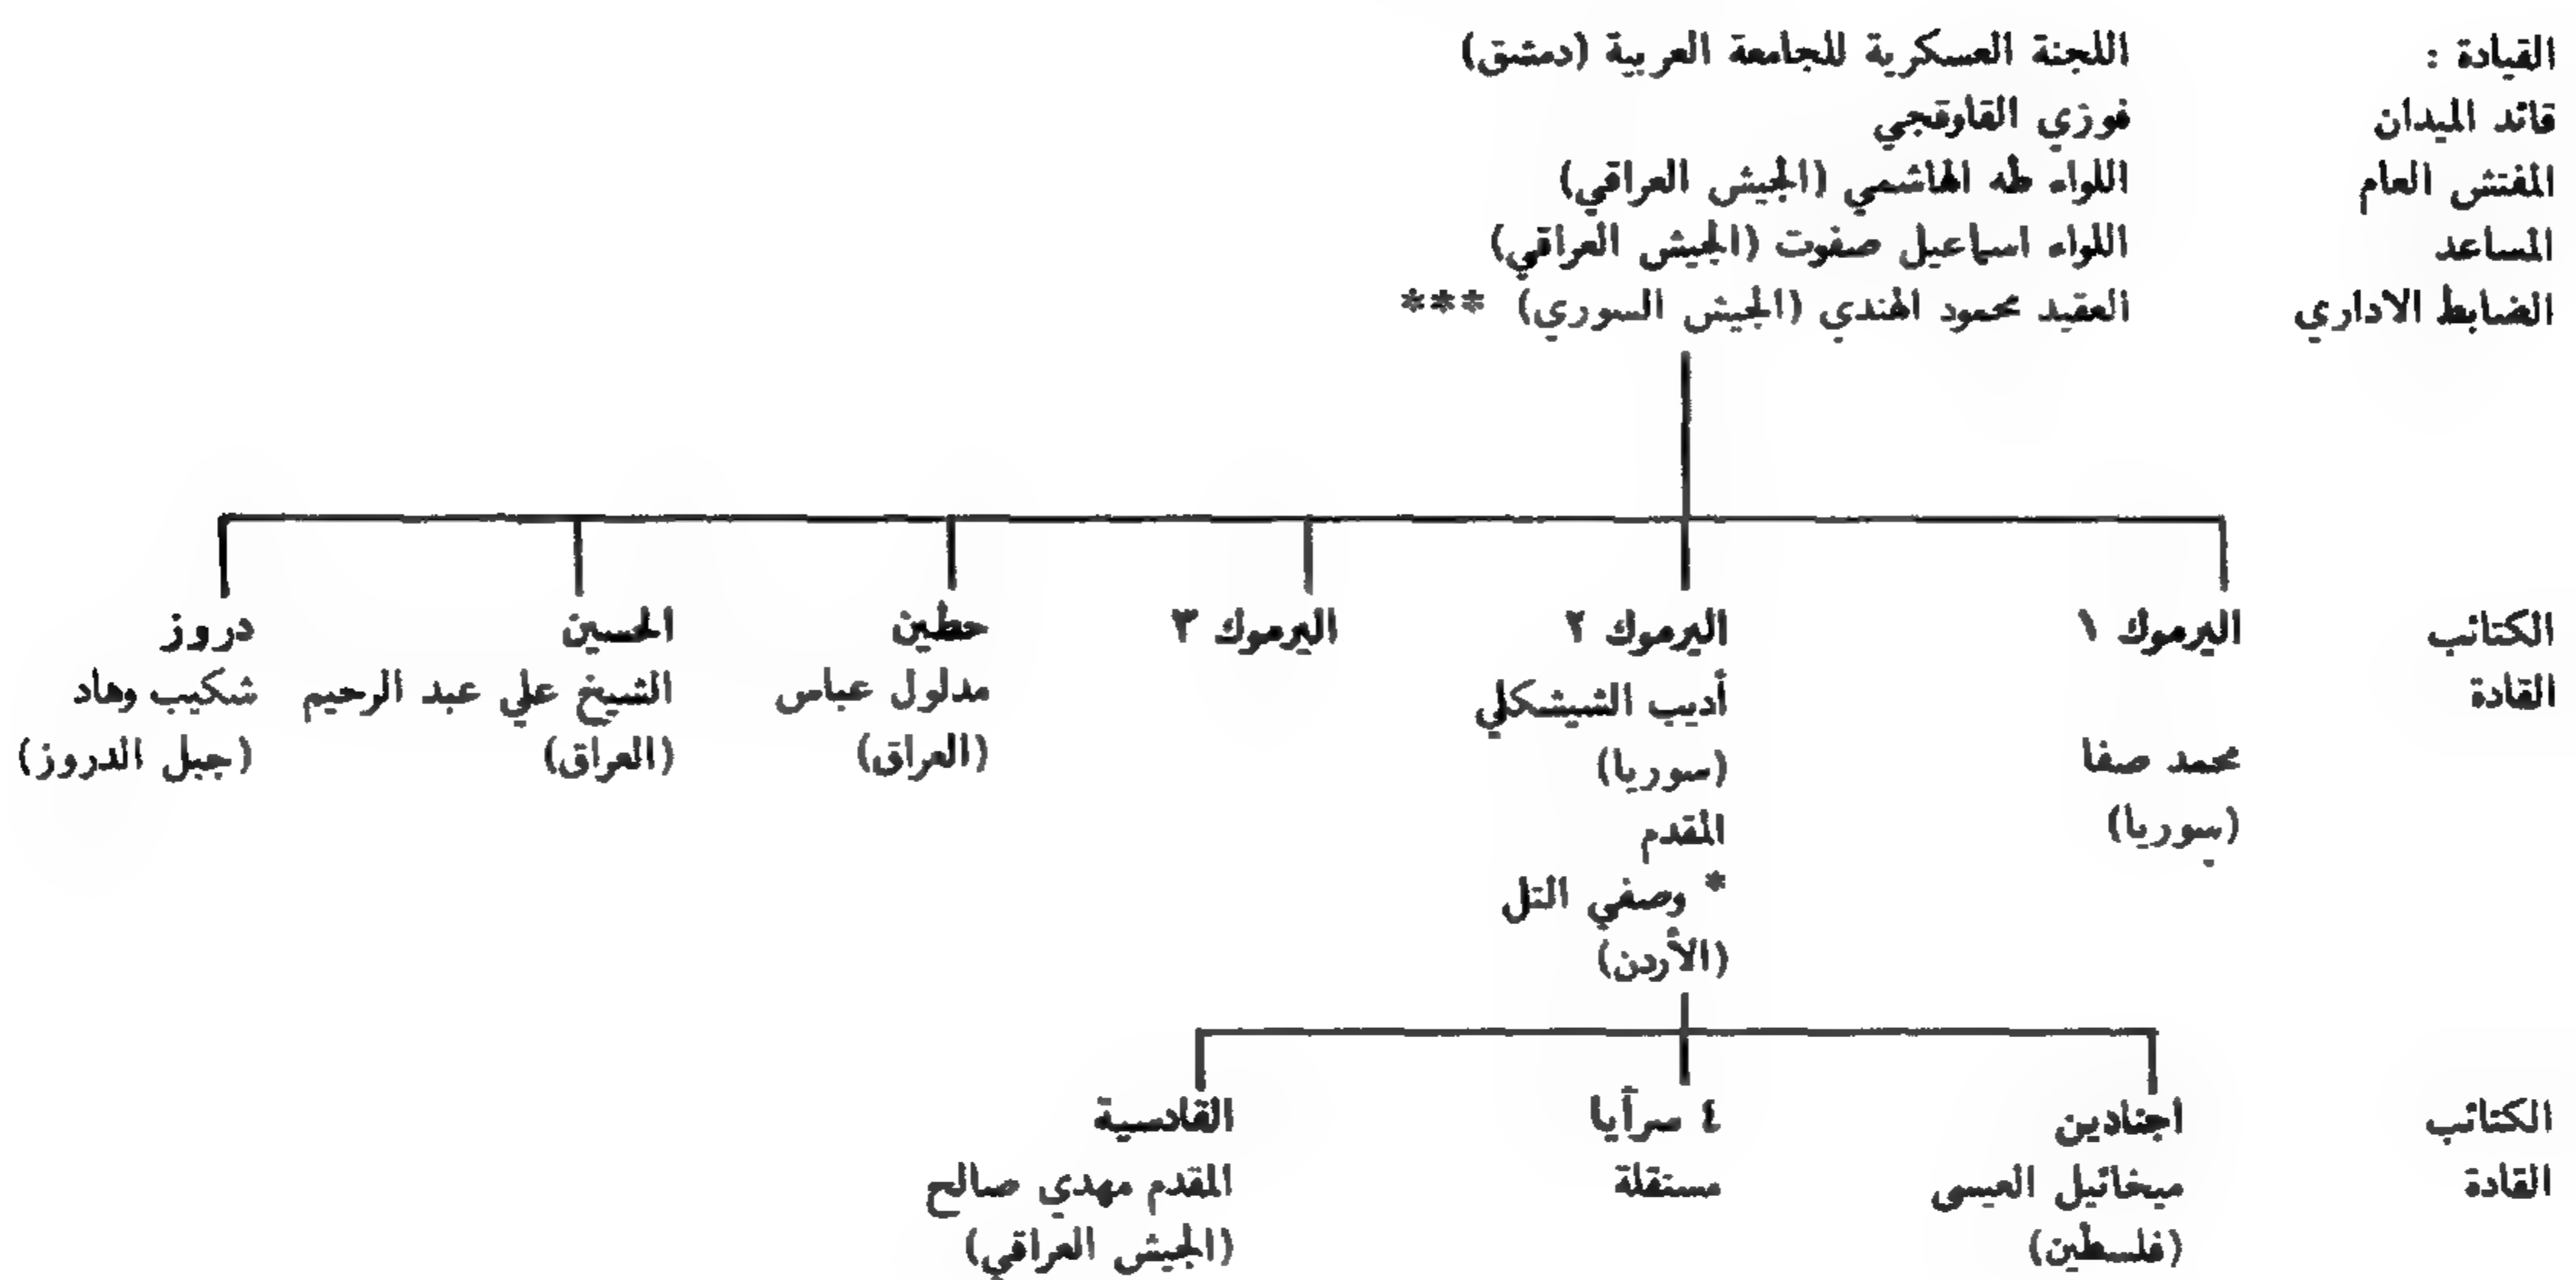 القيادة : اللجنة العسكرية للجامعة العربية (دمشق)
قائد الميدان فوزي القاوقجي
المفتش العام اللواء طه الهاشمي (الجيش العراقي)
المساعد اللواء اسماعيل صفوت (الجيش العراقي)
الضابط الاداري العقيد محمود الهندي (الجيش السوري) ***
الكتائب اليرموك ١ اليرموك ٢ اليرموك ٣ حطين الحسين دروز
القادة أديب الشيشكلي مدلول عباس الشيخ علي عبد الرحيم شكيب وهاد
محمد صفا (سوريا) (العراق) (العراق) (جبل الدروز)
(سوريا) المقدم
* وصفي التل
(الأردن)
الكتائب اجنادين ٤ سرآيا القادسية
القادة ميخائيل العيسى مستقلة المقدم مهدي صالح
(فلسطين) (الجيش العراقي)